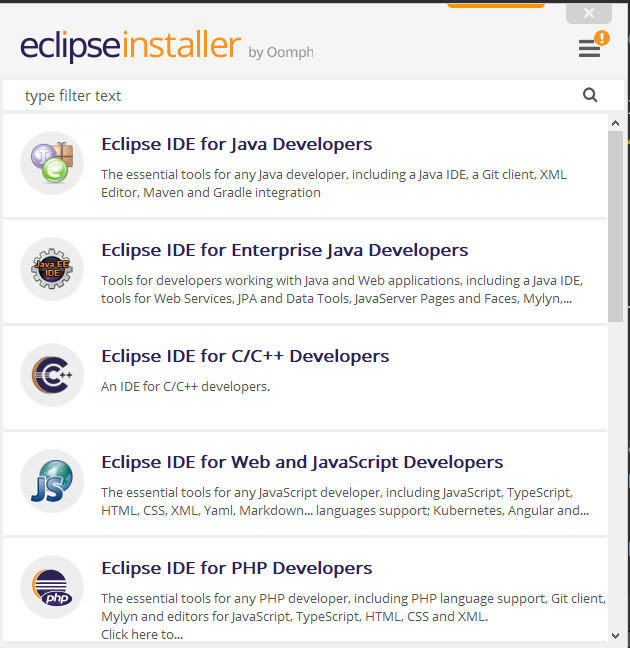 eclipseinstaller by Oomph
type filter text
Eclipse IDE for Java Developers
The essential tools for any Java developer, including a Java IDE, a Git client, XML
Editor, Maven and Gradle integration
Java EE
IDE
Eclipse IDE for Enterprise Java Developers
Tools for developers working with Java and Web applications, including a Java IDE,
tools for Web Services, JPA and Data Tools, JavaServer Pages and Faces, Mylyn,...
C++
Eclipse IDE for C/C++ Developers
An IDE for C/C++ developers.
JS
Eclipse IDE for Web and JavaScript Developers
The essential tools for any JavaScript developer, including JavaScript, TypeScript,
HTML, CSS, XML, Yaml, Markdown... languages support; Kubernetes, Angular and...
php
Eclipse IDE for PHP Developers
The essential tools for any PHP developer, including PHP language support, Git client,
Mylyn and editors for JavaScript, TypeScript, HTML, CSS and XML.
Click here to...